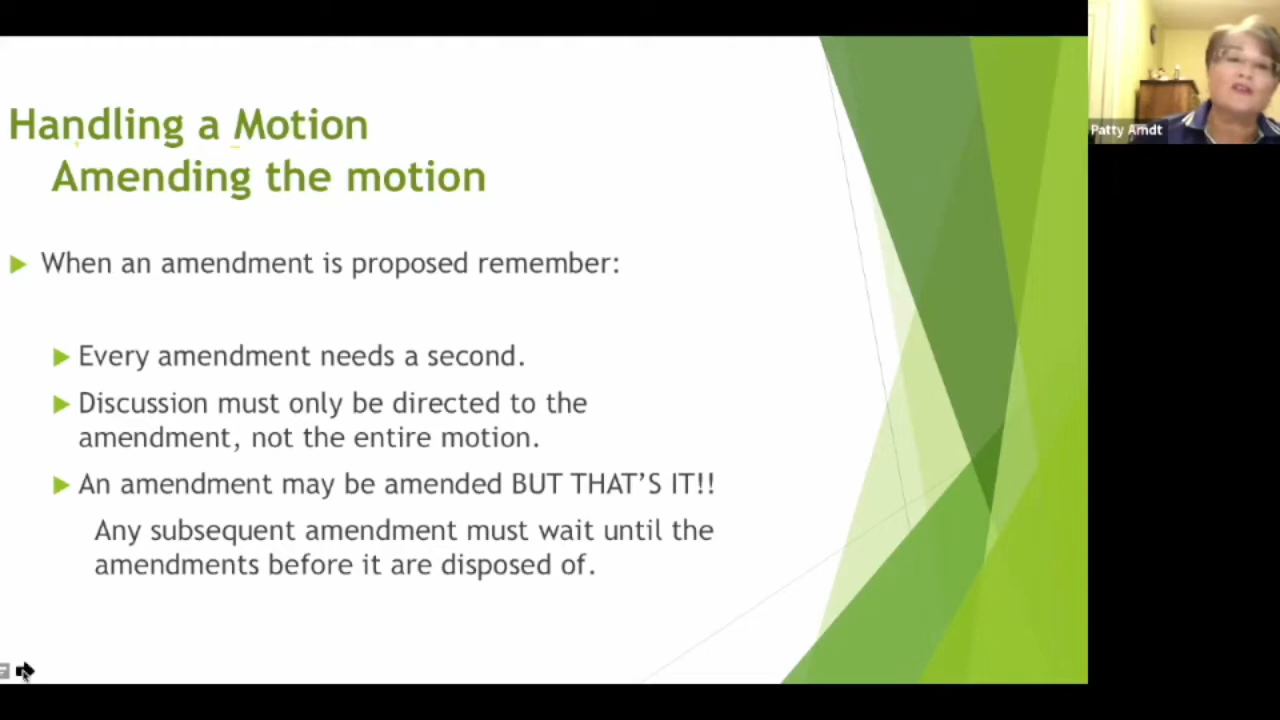 Handling a Motion
Amending the motion
When an amendment is proposed remember:
Every amendment needs a second.
Discussion must only be directed to the
amendment, not the entire motion.
An amendment may be amended BUT THAT'S IT!!
Any subsequent amendment must wait until the
amendments before it are disposed of.
Patty Arndt